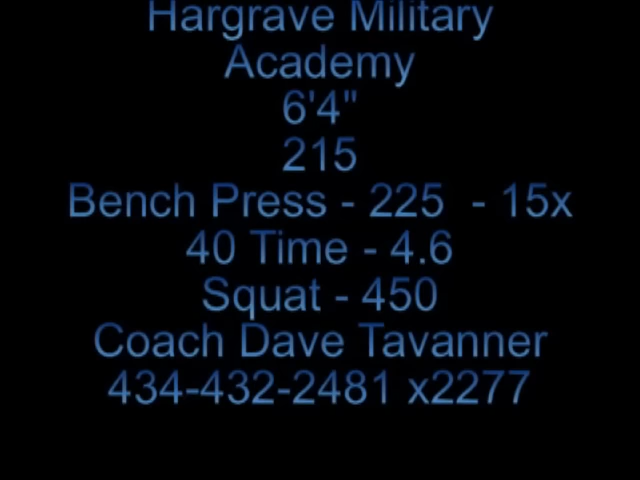 Hargrave Military
Academy
6'4"
215
Bench Press - 225  - 15x
40 Time - 4.6
Squat - 450
Coach Dave Tavanner
434-432-2481 x2277